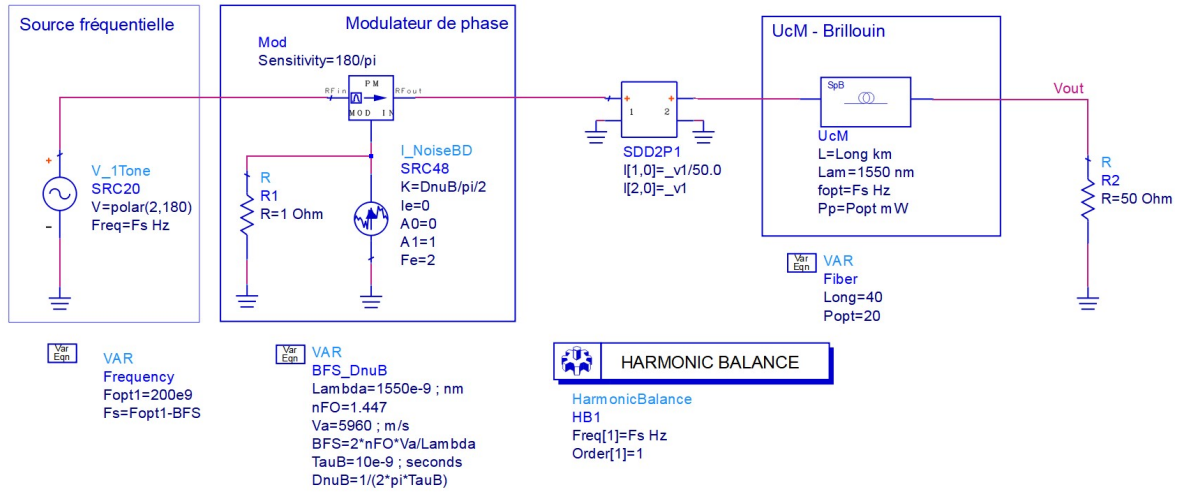 Source fréquentielle
V_1Tone
SRC20
V=polar(2,180)
Freq=Fs Hz
+
-
Modulateur de phase
Mod
Sensitivity=180/pi
RFin
PM
RFout
MOD IN
R
R1
R=1 Ohm
I_NoiseBD
SRC48
K=DnuB/pi/2
Ie=0
A0=0
A1=1
Fe=2
+
1
+
2
SDD2P1
I[1,0]=_v1/50.0
I[2,0]=_v1
UcM - Brillouin
SpB
UcM
L=Long km
Lam=1550 nm
fopt=Fs Hz
Pp=Popt mW
Vout
R
R2
R=50 Ohm
Var
Eqn
VAR
Fiber
Long=40
Popt=20
Var
Eqn
VAR
Frequency
Fopt1=200e9
Fs=Fopt1-BFS
Var
Eqn
VAR
BFS_DnuB
Lambda=1550e-9 ; nm
nFO=1.447
Va=5960 ; m/s
BFS=2*nFO*Va/Lambda
TauB=10e-9 ; seconds
DnuB=1/(2*pi*TauB)
HARMONIC BALANCE
HarmonicBalance
HB1
Freq[1]=Fs Hz
Order[1]=1